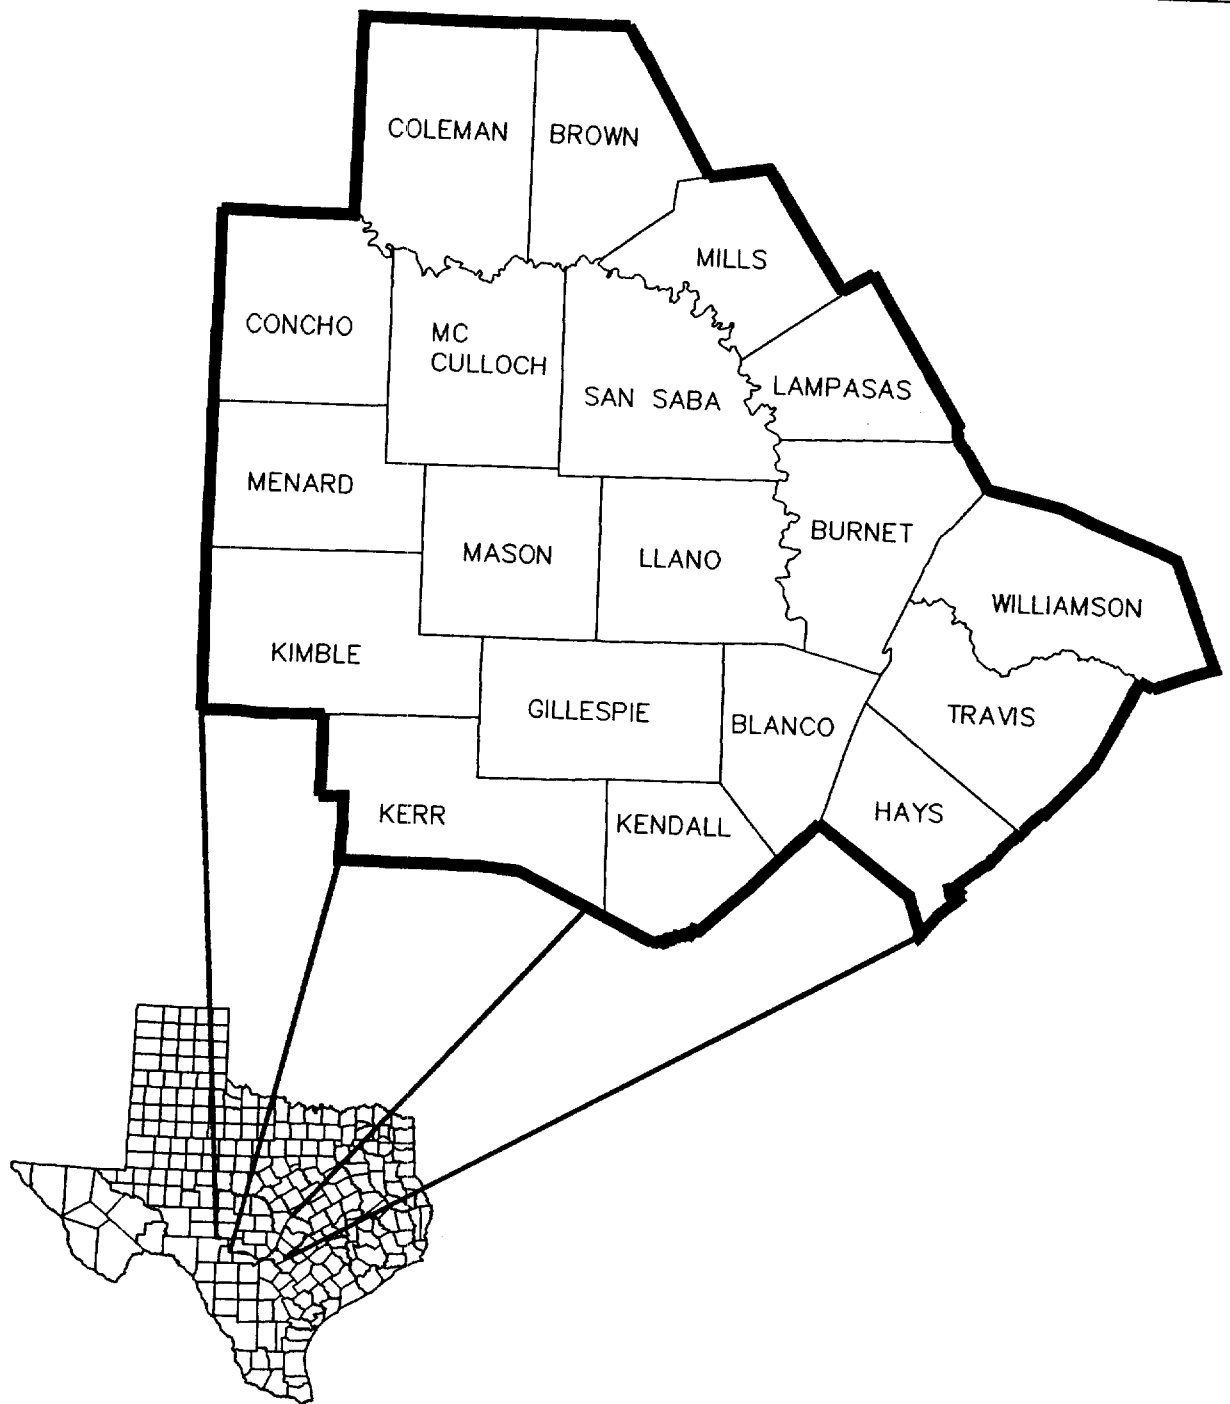 COLEMAN
BROWN
MILLS
CONCHO
MC
CULLOCH
SAN SABA
LAMPASAS
MENARD
MASON
LLANO
BURNET
WILLIAMSON
KIMBLE
GILLESPIE
BLANCO
TRAVIS
KERR
KENDALL
HAYS